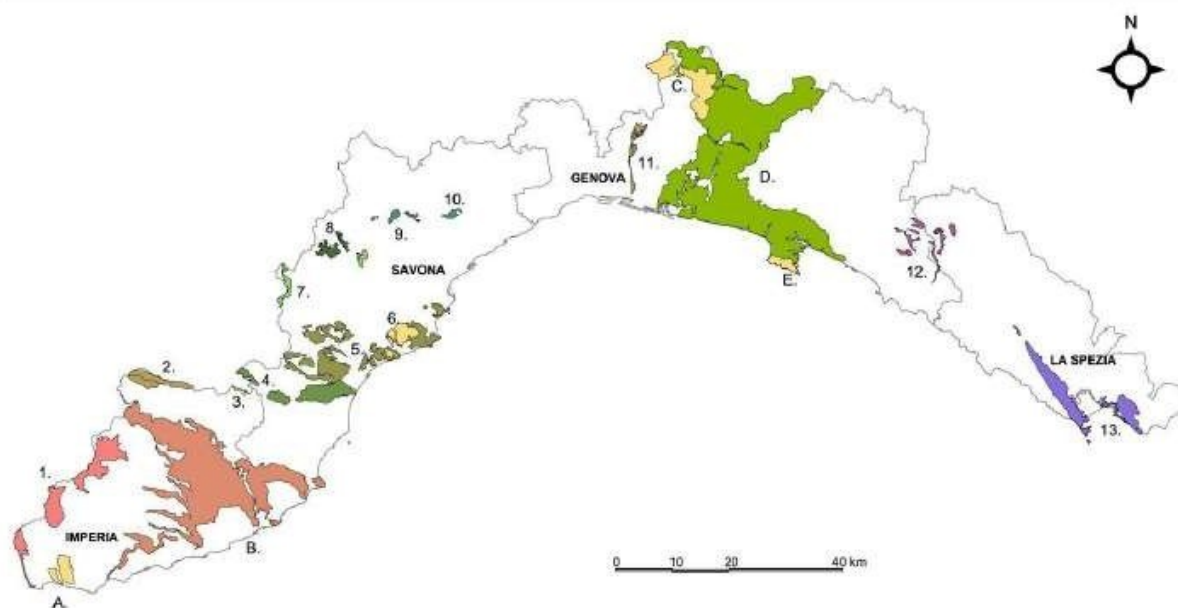 N
C.
GENOVA
11.
D.
10.
8.
9.
12.
SAVONA
E.
7.
6.
5.
LA SPEZIA
2.
4.
3.
13.
1.
IMPERIA
B.
0 10 20 40 km
A.